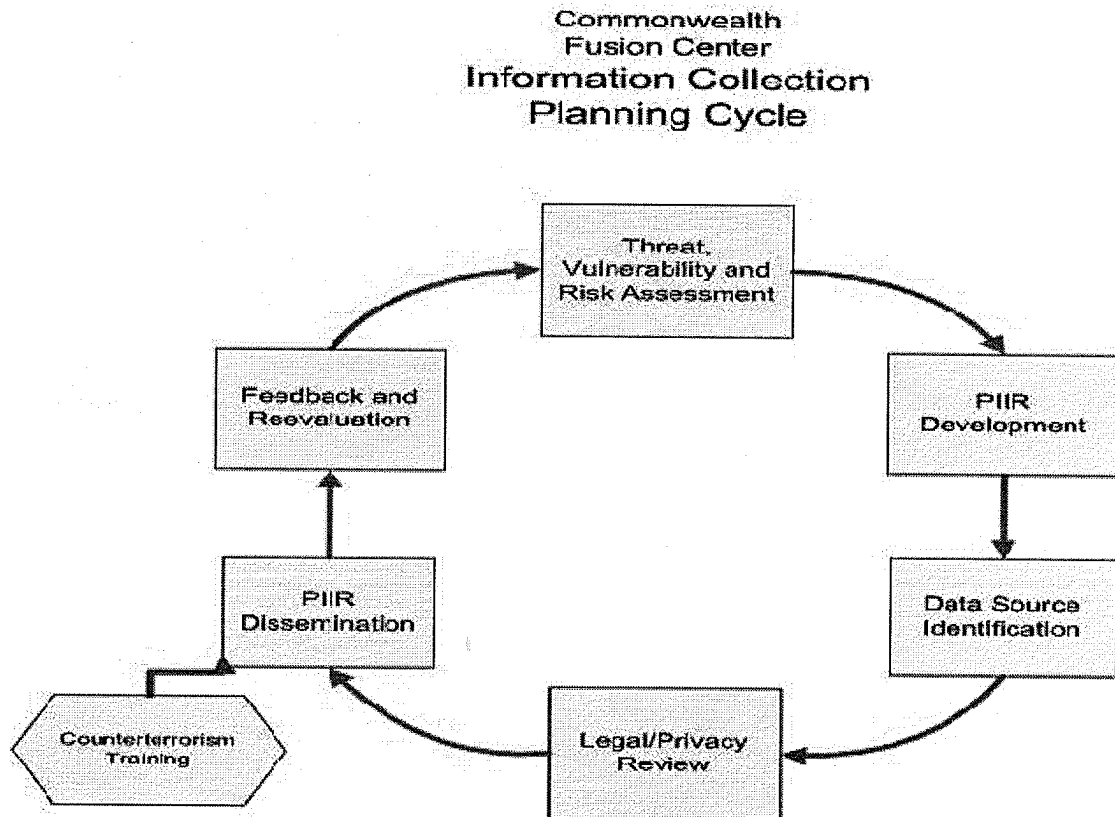 Commonwealth
Fusion Center
Information Collection
Planning Cycle
Threat,
Vulnerability and
Risk Assessment
PIIR
Development
Data Source
Identification
Legal/Privacy
Review
PIIR
Dissemination
Counterterrorism
Training
Feedback and
Reevaluation